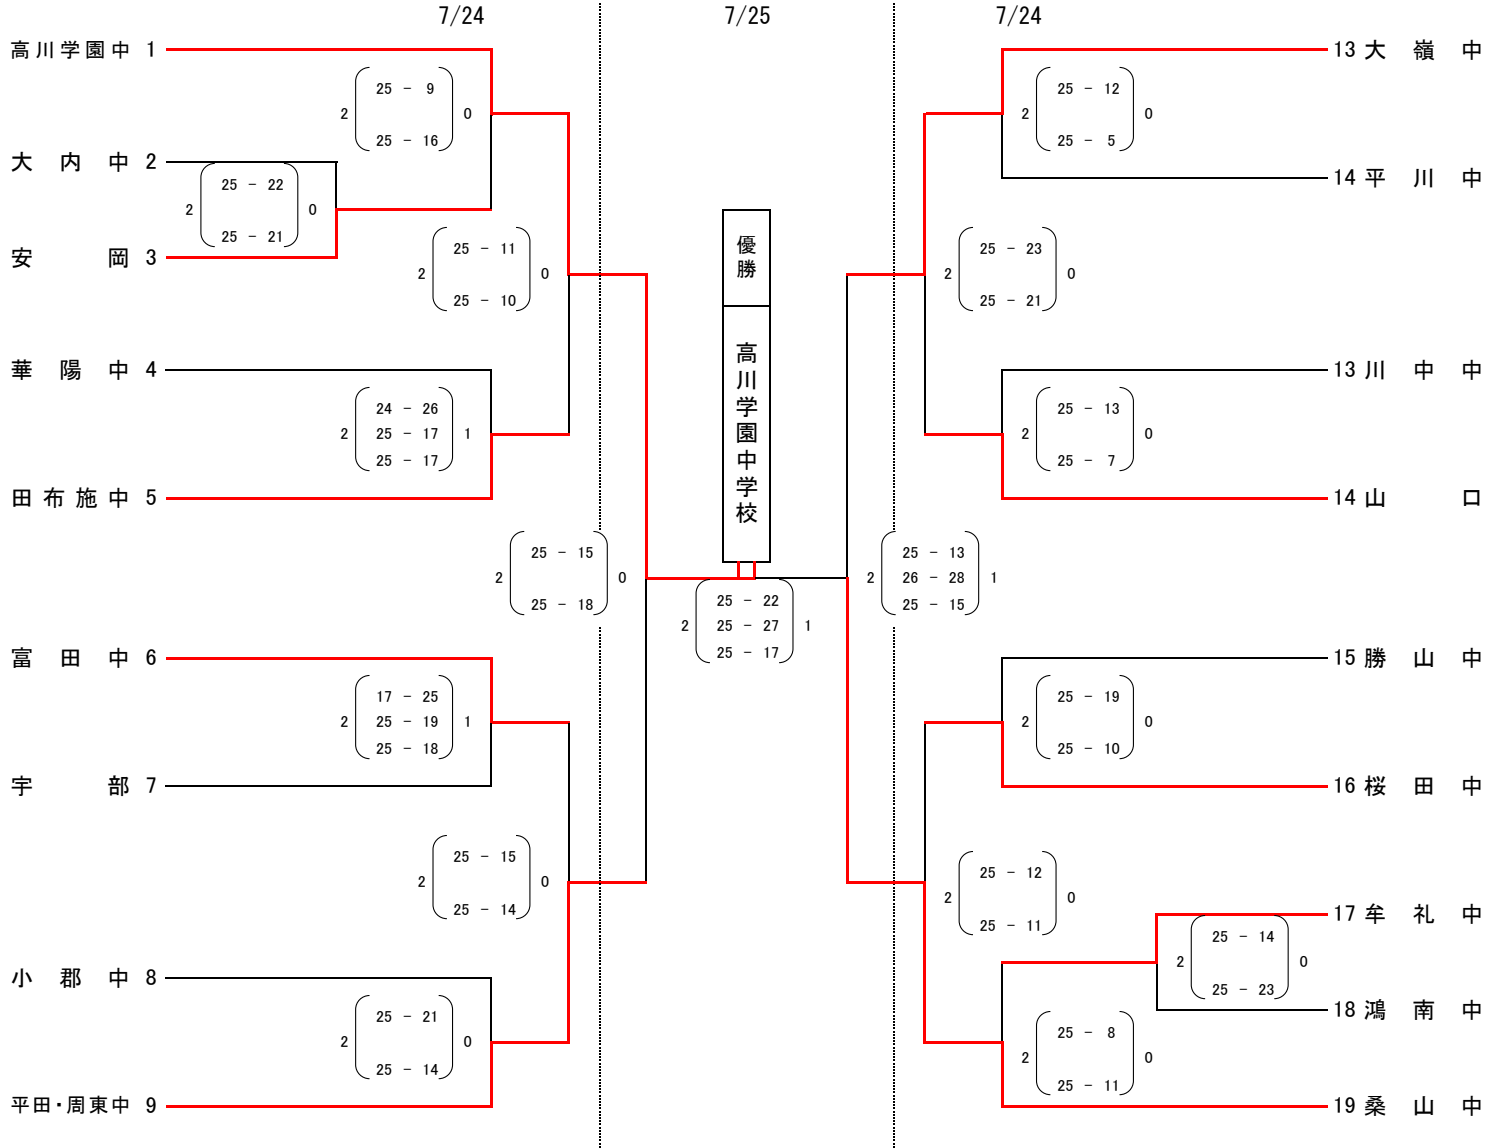 7/24
7/25
7/24
高川学園中 1
25 - 9
2 0
25 - 16
大内中 2
25 - 22
2 0
25 - 21
安岡 3
25 - 11
2 0
25 - 10
華陽中 4
24 - 26
2 25 - 17 1
25 - 17
田布施中 5
25 - 15
2 0
25 - 18
富田中 6
17 - 25
2 25 - 19 1
25 - 18
宇部 7
25 - 15
2 0
25 - 14
小郡中 8
25 - 21
2 0
25 - 14
平田・周東中 9
優勝
高川学園中学校
25 - 22
2 25 - 27 1
25 - 17
13 大嶺中
25 - 12
2 0
25 - 5
14 平川中
25 - 23
2 0
25 - 21
13 川中中
25 - 13
2 0
25 - 7
14 山口
25 - 13
2 26 - 28 1
25 - 15
15 勝山中
25 - 19
2 0
25 - 10
16 桜田中
25 - 12
2 0
25 - 11
17 牟礼中
25 - 14
2 0
25 - 23
18 鴻南中
25 - 8
2 0
25 - 11
19 桑山中